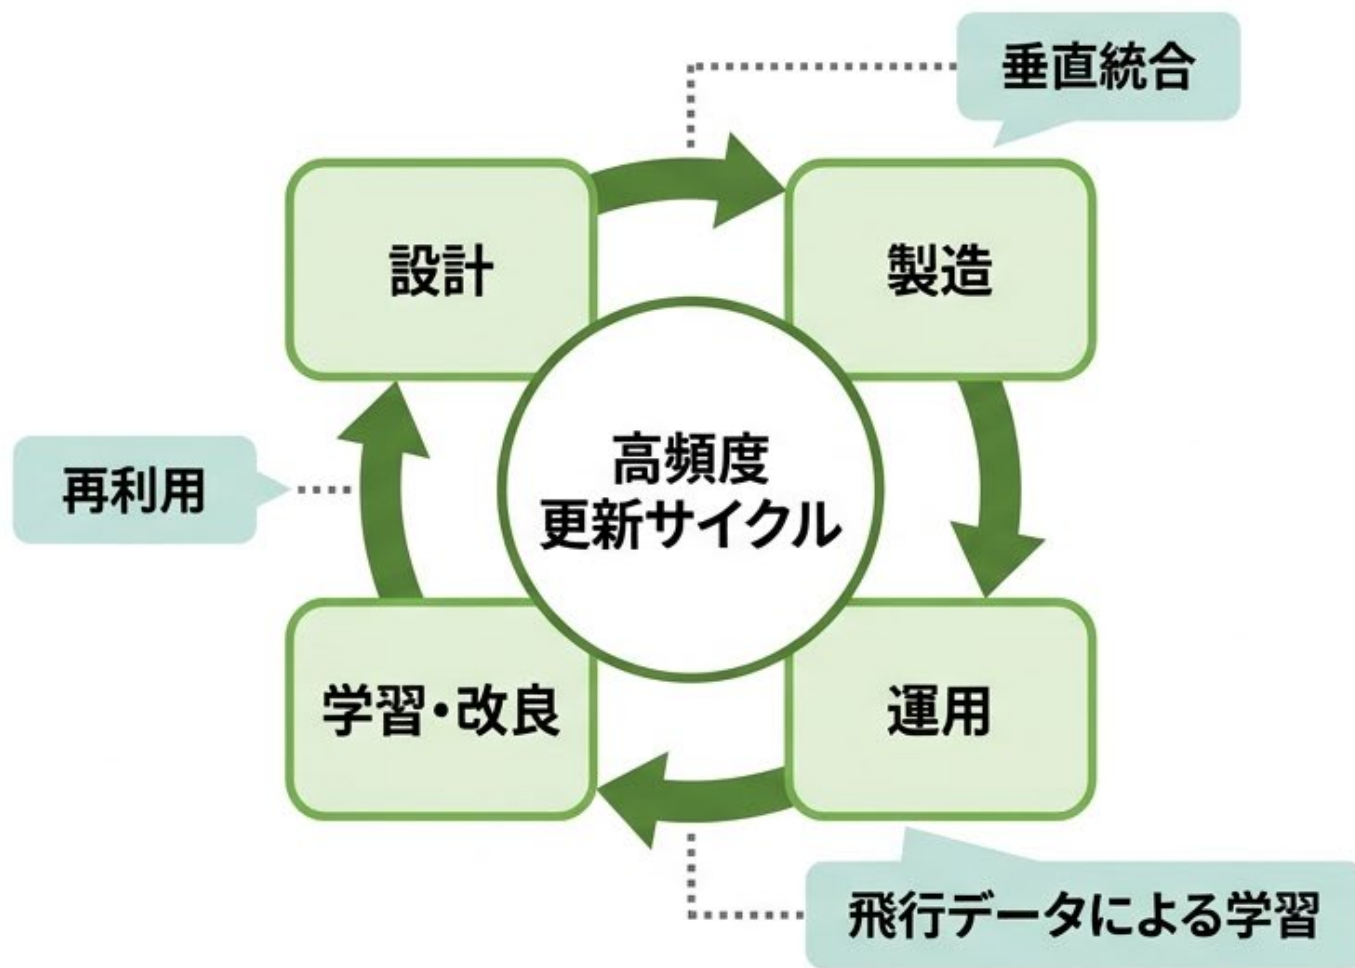 垂直統合
設計
製造
高頻度
更新サイクル
再利用
学習・改良
運用
飛行データによる学習